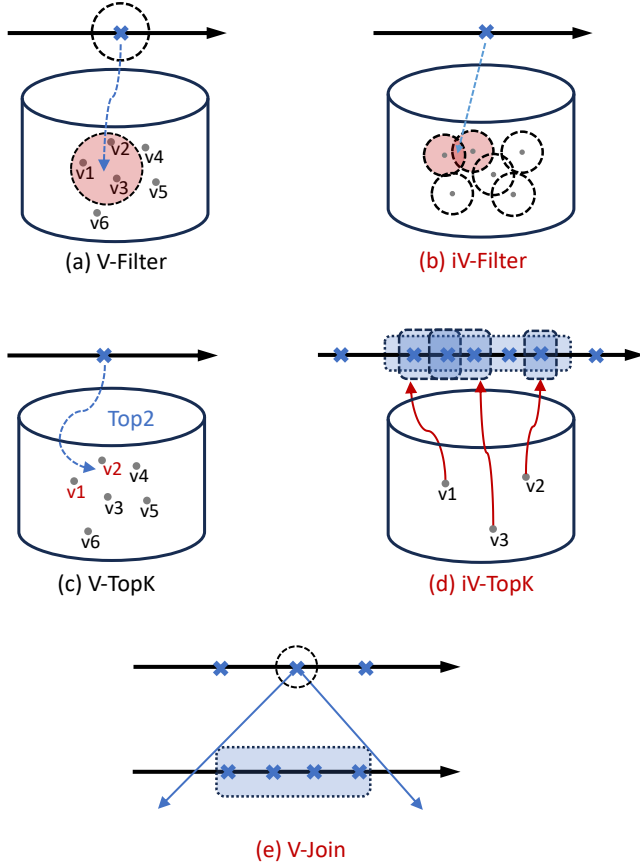 v2
v4
v1
v3
v5
v6
(a) V-Filter
(b) iV-Filter
Top2
v2
v4
v1
v3
v5
v6
v1
v2
v3
(c) V-TopK
(d) iV-TopK
(e) V-Join